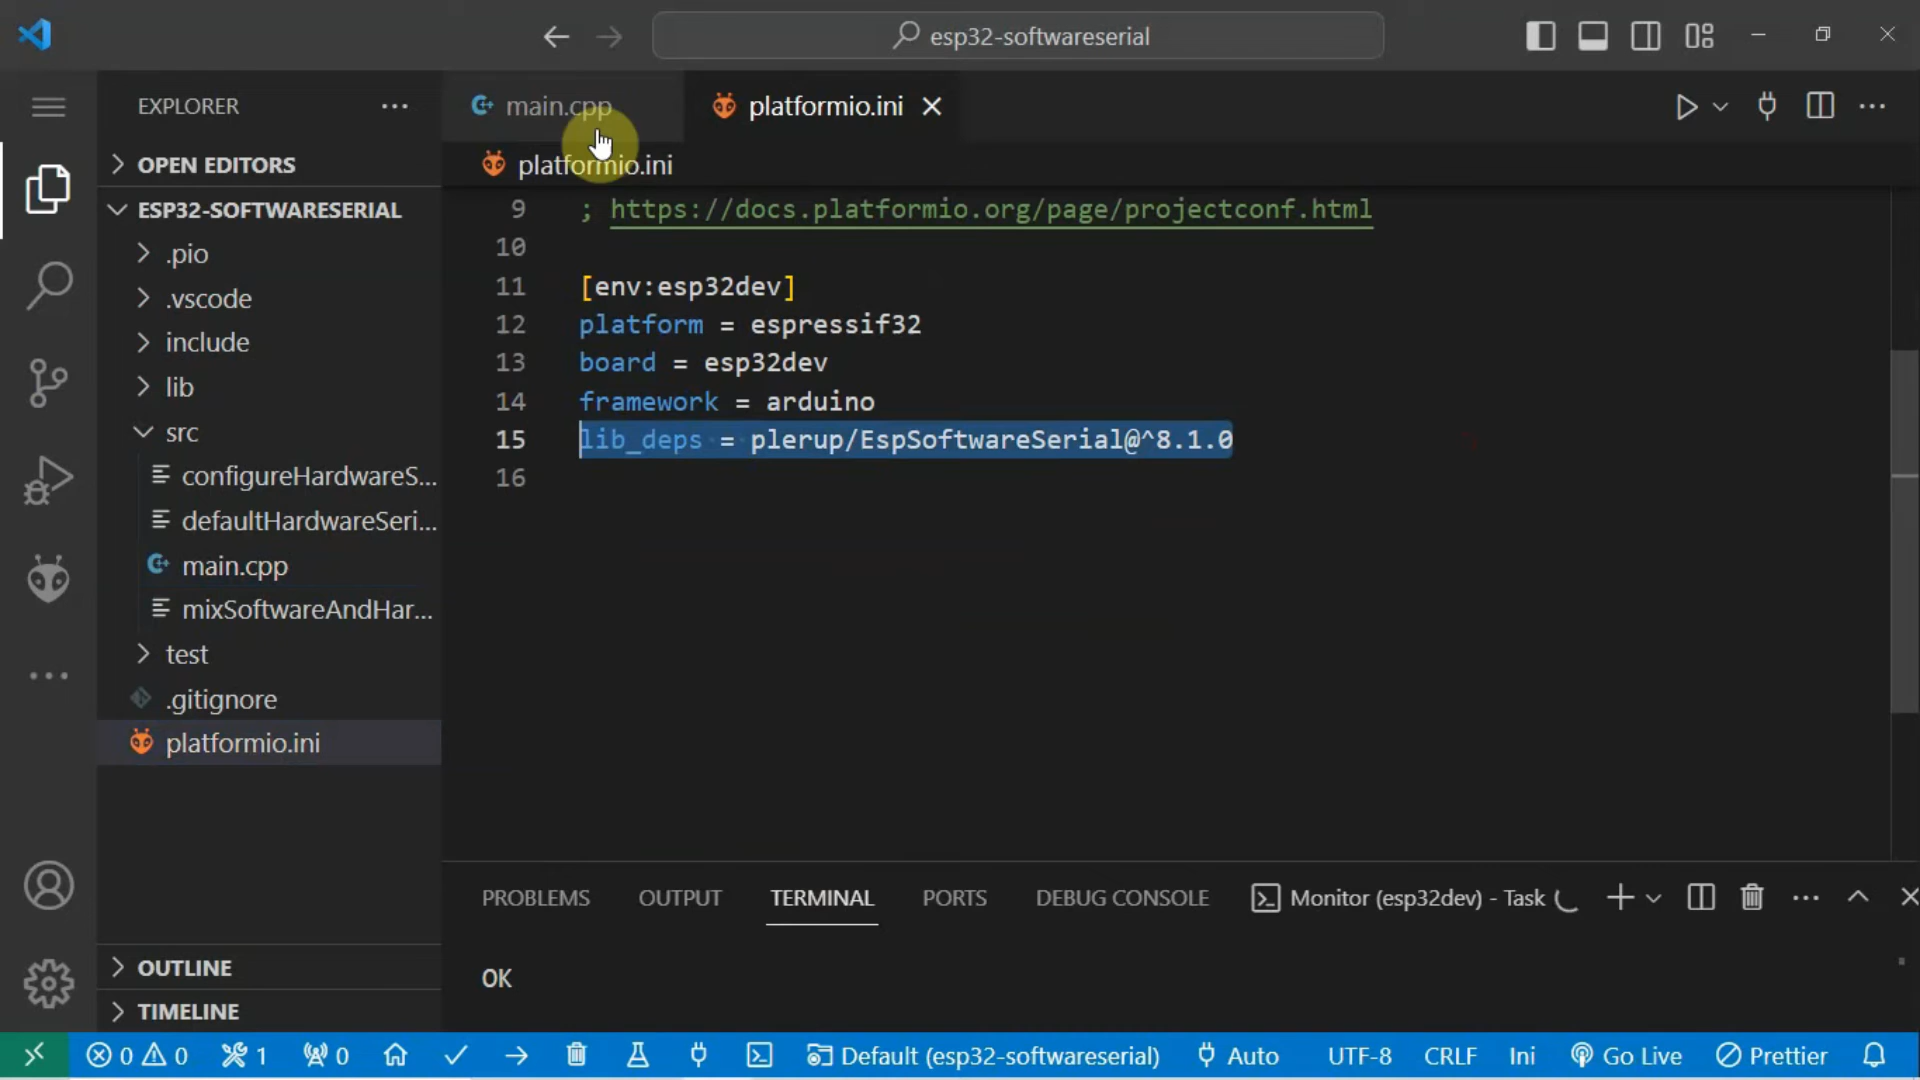 esp32-softwareserial
EXPLORER
OPEN EDITORS
ESP32-SOFTWARESERIAL
.pio
.vscode
include
lib
src
configureHardwareS...
defaultHardwareSeri...
main.cpp
mixSoftwareAndHar...
test
.gitignore
platformio.ini
OUTLINE
TIMELINE
main.cpp
platformio.ini
platformio.ini
9 ; https://docs.platformio.org/page/projectconf.html
10
11 [env:esp32dev]
12 platform = espressif32
13 board = esp32dev
14 framework = arduino
15 lib_deps = plerup/EspSoftwareSerial@^8.1.0
16
PROBLEMS OUTPUT TERMINAL PORTS DEBUG CONSOLE Monitor (esp32dev) - Task
OK
0 0 1 0 Default (esp32-softwareserial) Auto UTF-8 CRLF Ini Go Live Prettier